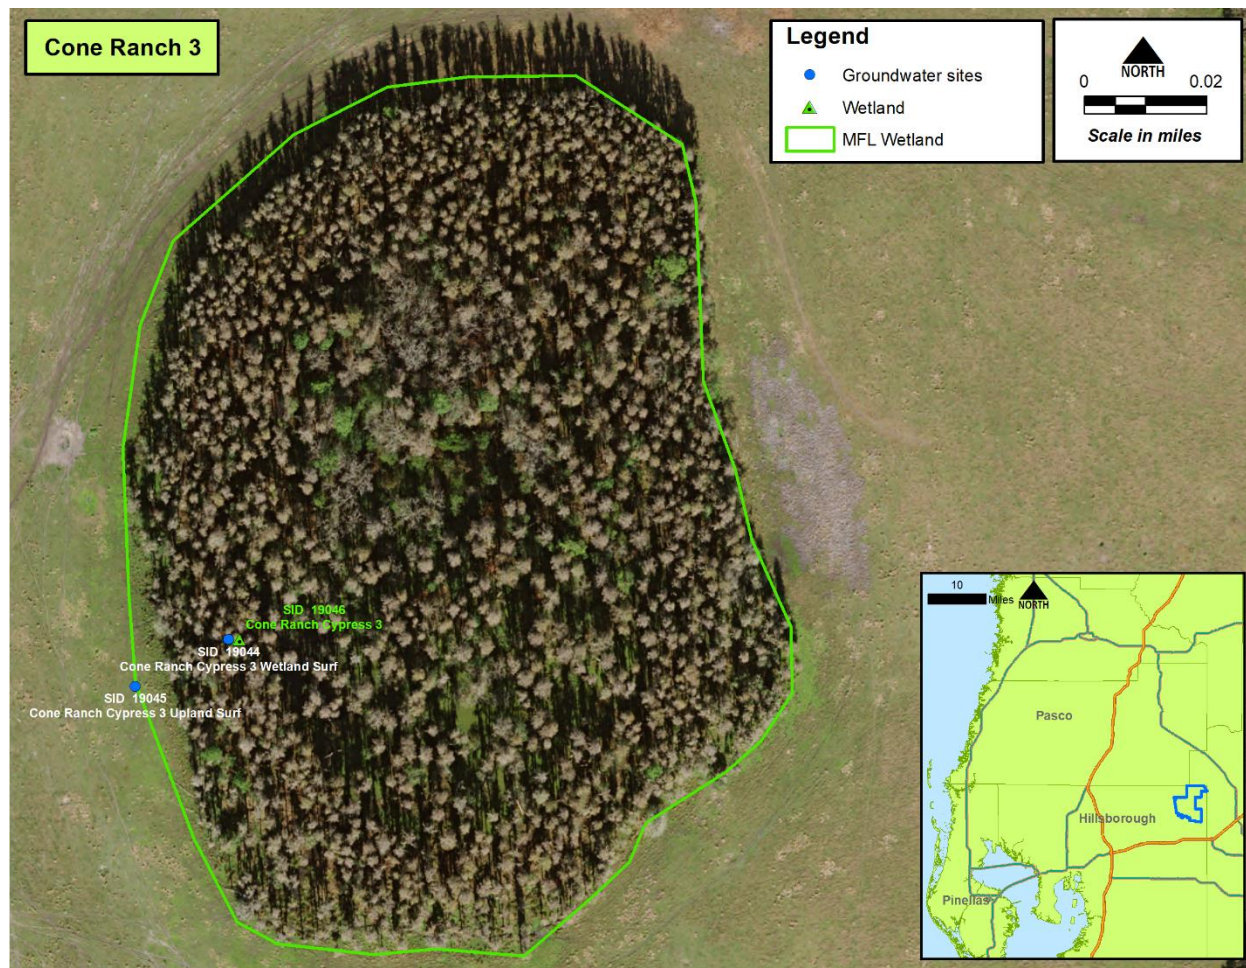 Cone Ranch 3
Legend
Groundwater sites
Wetland
MFL Wetland
NORTH
0 0.02
Scale in miles
SID 19046
Cone Ranch Cypress 3
SID 19044
Cone Ranch Cypress 3 Wetland Surf
SID 19045
Cone Ranch Cypress 3 Upland Surf
10
Miles
NORTH
Pasco
Hillsborough
Pinellas